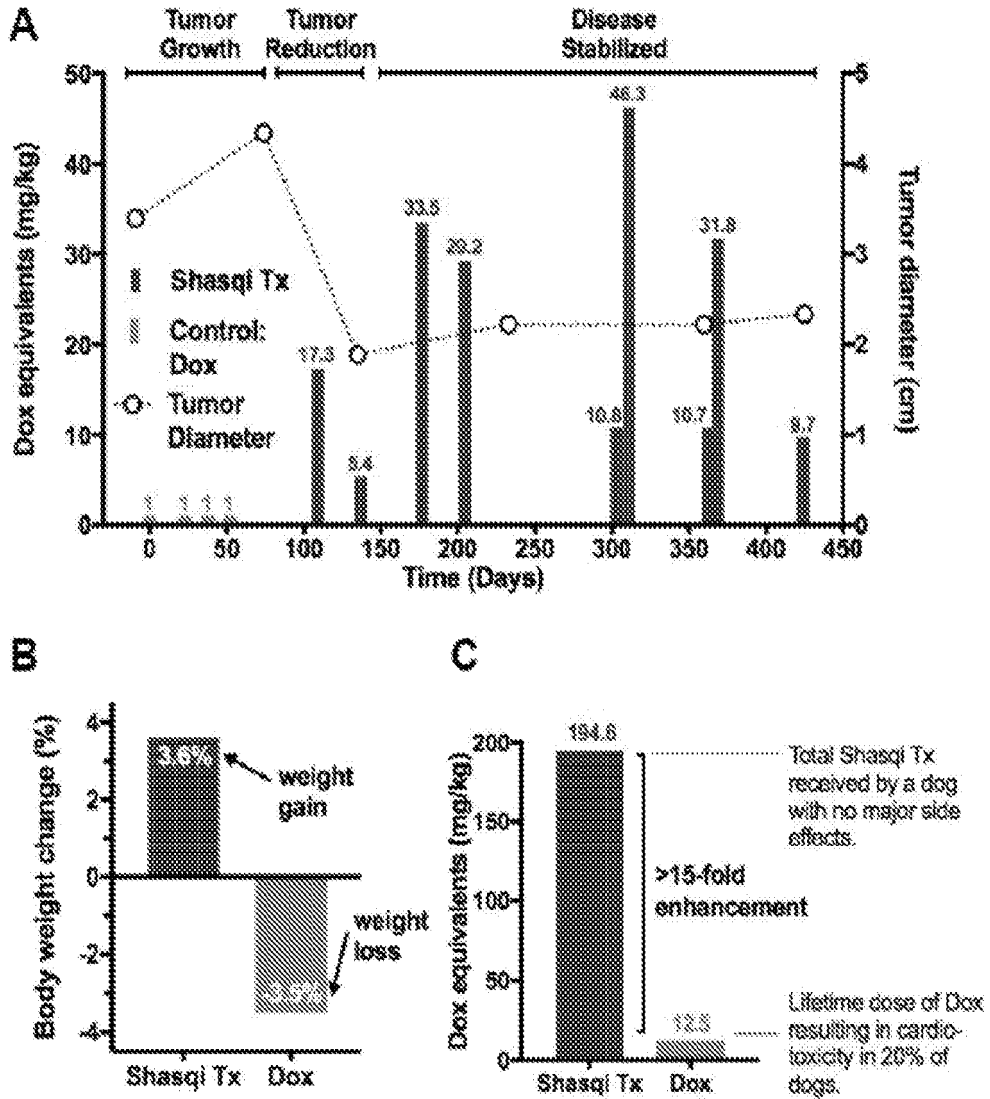 A
Tumor
Growth
Tumor
Reduction
Disease
Stabilized
Dox equivalents (mg/kg)
50
40
30
20
10
0
5
4
3
2
1
0
Tumor diameter (cm)
Shasqi Tx
Control:
Dox
Tumor
Diameter
1 1 1 1
17.3
5.4
33.5
29.2
10.8
46.3
10.7
31.8
9.7
0 50 100 150 200 250 300 350 400 450
Time (Days)
B
Body weight change (%)
4
2
0
-2
-4
3.6%
weight
gain
-3.5%
weight
loss
Shasqi Tx Dox
C
Dox equivalents (mg/kg)
200
150
100
50
0
194.6
12.5
>15-fold
enhancement
Total Shasqi Tx
received by a dog
with no major side
effects.
Lifetime dose of Dox
resulting in cardio-
toxicity in 20% of
dogs.
Shasqi Tx Dox